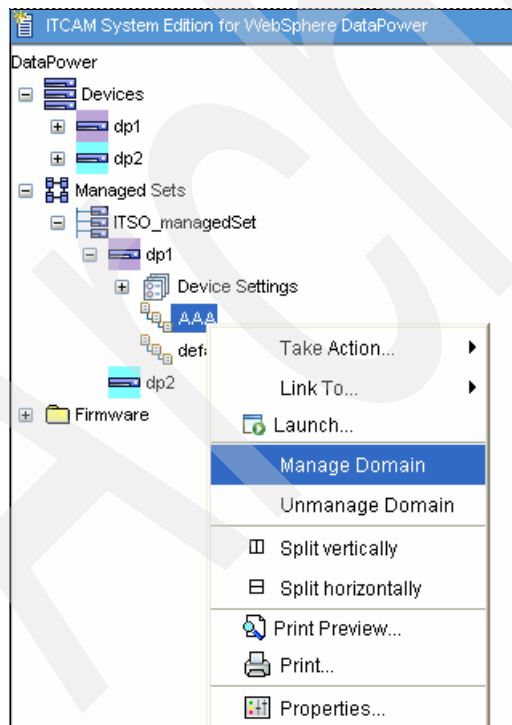 ITCAM System Edition for WebSphere DataPower
DataPower
Devices
dp1
dp2
Managed Sets
ITSO_managedSet
dp1
Device Settings
AAA
defa
dp2
Firmware
Take Action...
Link To...
Launch...
Manage Domain
Unmanage Domain
Split vertically
Split horizontally
Print Preview...
Print...
Properties...